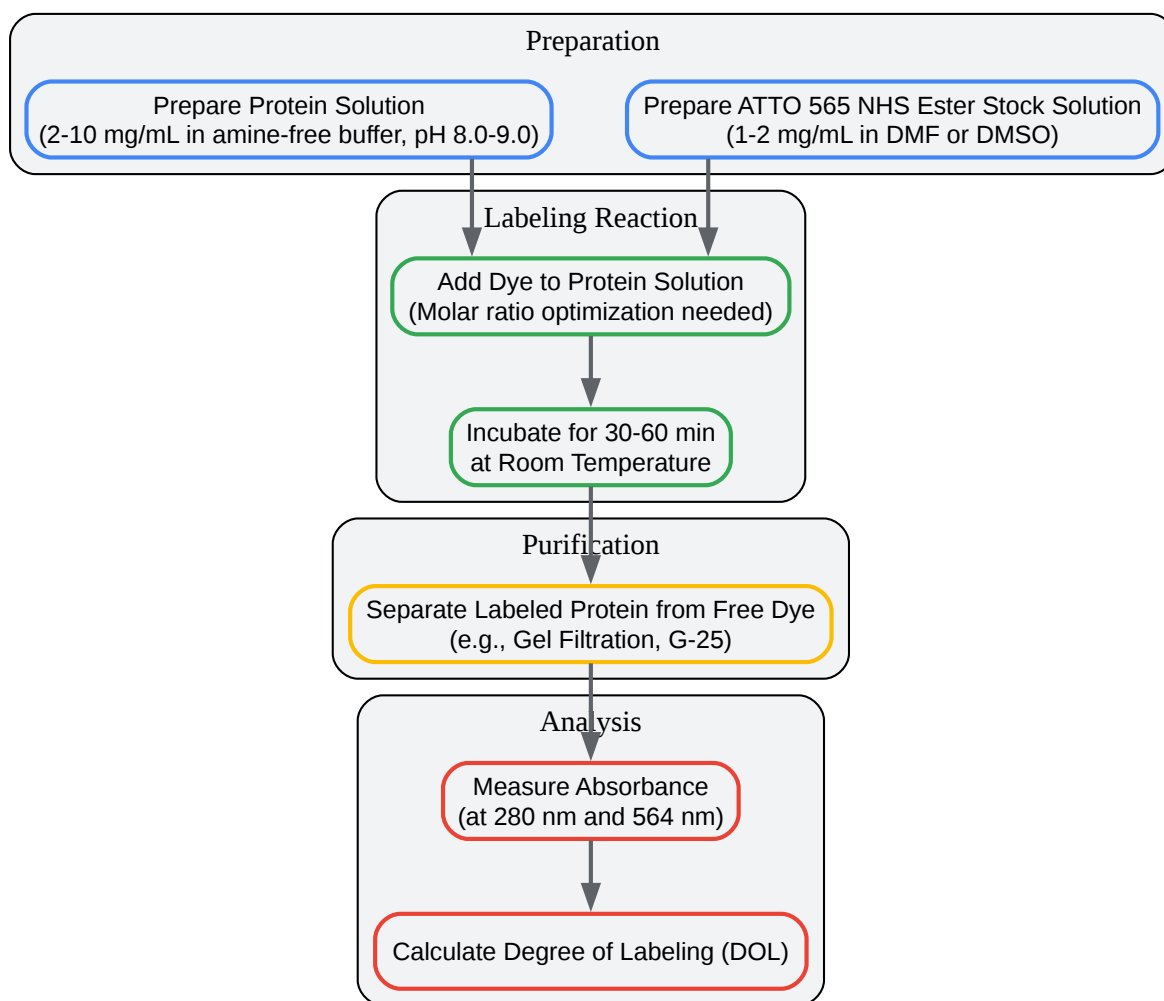 Preparation
Prepare Protein Solution
(2-10 mg/mL in amine-free buffer, pH 8.0-9.0)
Prepare ATTO 565 NHS Ester Stock Solution
(1-2 mg/mL in DMF or DMSO)
Labeling Reaction
Add Dye to Protein Solution
(Molar ratio optimization needed)
Incubate for 30-60 min
at Room Temperature
Purification
Separate Labeled Protein from Free Dye
(e.g., Gel Filtration, G-25)
Analysis
Measure Absorbance
(at 280 nm and 564 nm)
Calculate Degree of Labeling (DOL)